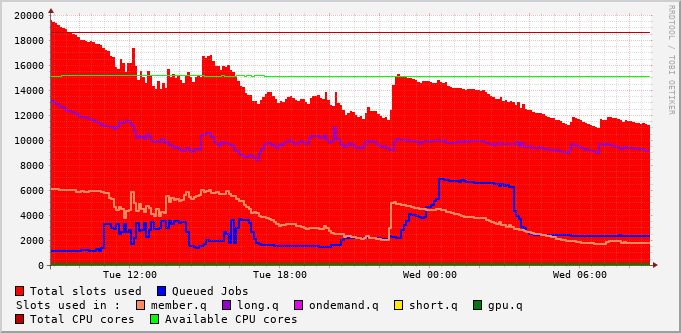 20000
18000
16000
14000
12000
10000
8000
6000
4000
2000
0
Tue 12:00 Tue 18:00 Wed 00:00 Wed 06:00
RRDTOOL / TOBI OETIKER
Total slots used Queued Jobs
Slots used in : member.q long.q ondemand.q short.q gpu.q
Total CPU cores Available CPU cores